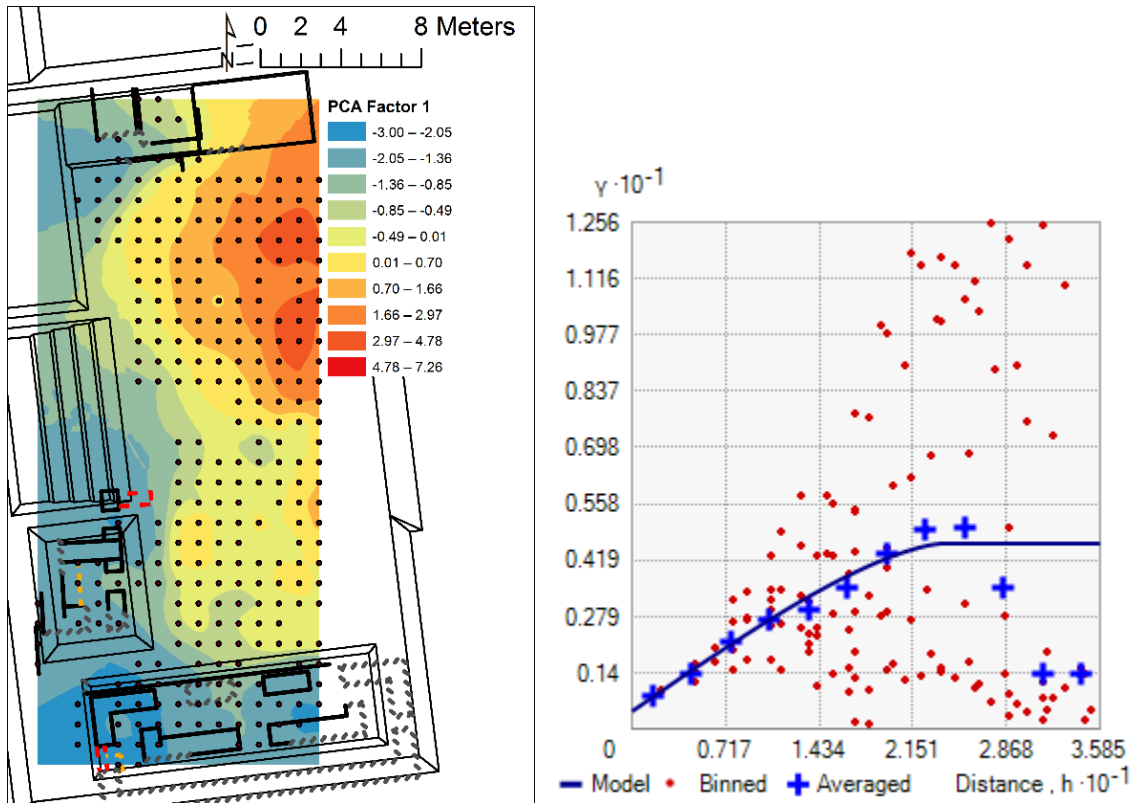 0 2 4 8 Meters
N
PCA Factor 1
-3.00 – -2.05
-2.05 – -1.36
-1.36 – -0.85
-0.85 – -0.49
-0.49 – 0.01
0.01 – 0.70
0.70 – 1.66
1.66 – 2.97
2.97 – 4.78
4.78 – 7.26
γ ·10⁻¹
1.256
1.116
0.977
0.837
0.698
0.558
0.419
0.279
0.14
0 0.717 1.434 2.151 2.868 3.585
Model Binned Averaged Distance , h ·10⁻¹